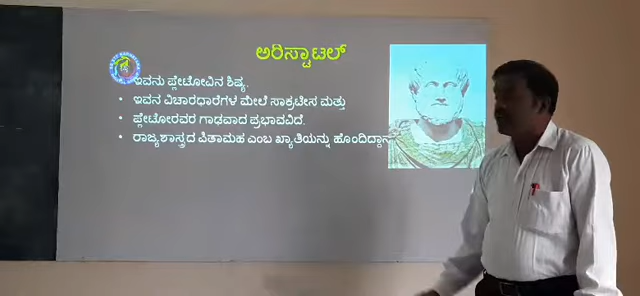 ಅರಿಸ್ಟಾಟಲ್
ಇವನು ಪ್ಲೇಟೋವಿನ ಶಿಷ್ಯ.
• ಇವನ ವಿಚಾರಧಾರೆಗಳ ಮೇಲೆ ಸಾಕ್ರಟೀಸ ಮತ್ತು
• ಪ್ಲೇಟೋರವರ ಗಾಢವಾದ ಪ್ರಭಾವವಿದೆ.
• ರಾಜ್ಯಶಾಸ್ತ್ರದ ಪಿತಾಮಹ ಎಂಬ ಖ್ಯಾತಿಯನ್ನು ಹೊಂದಿದ್ದಾನೆ